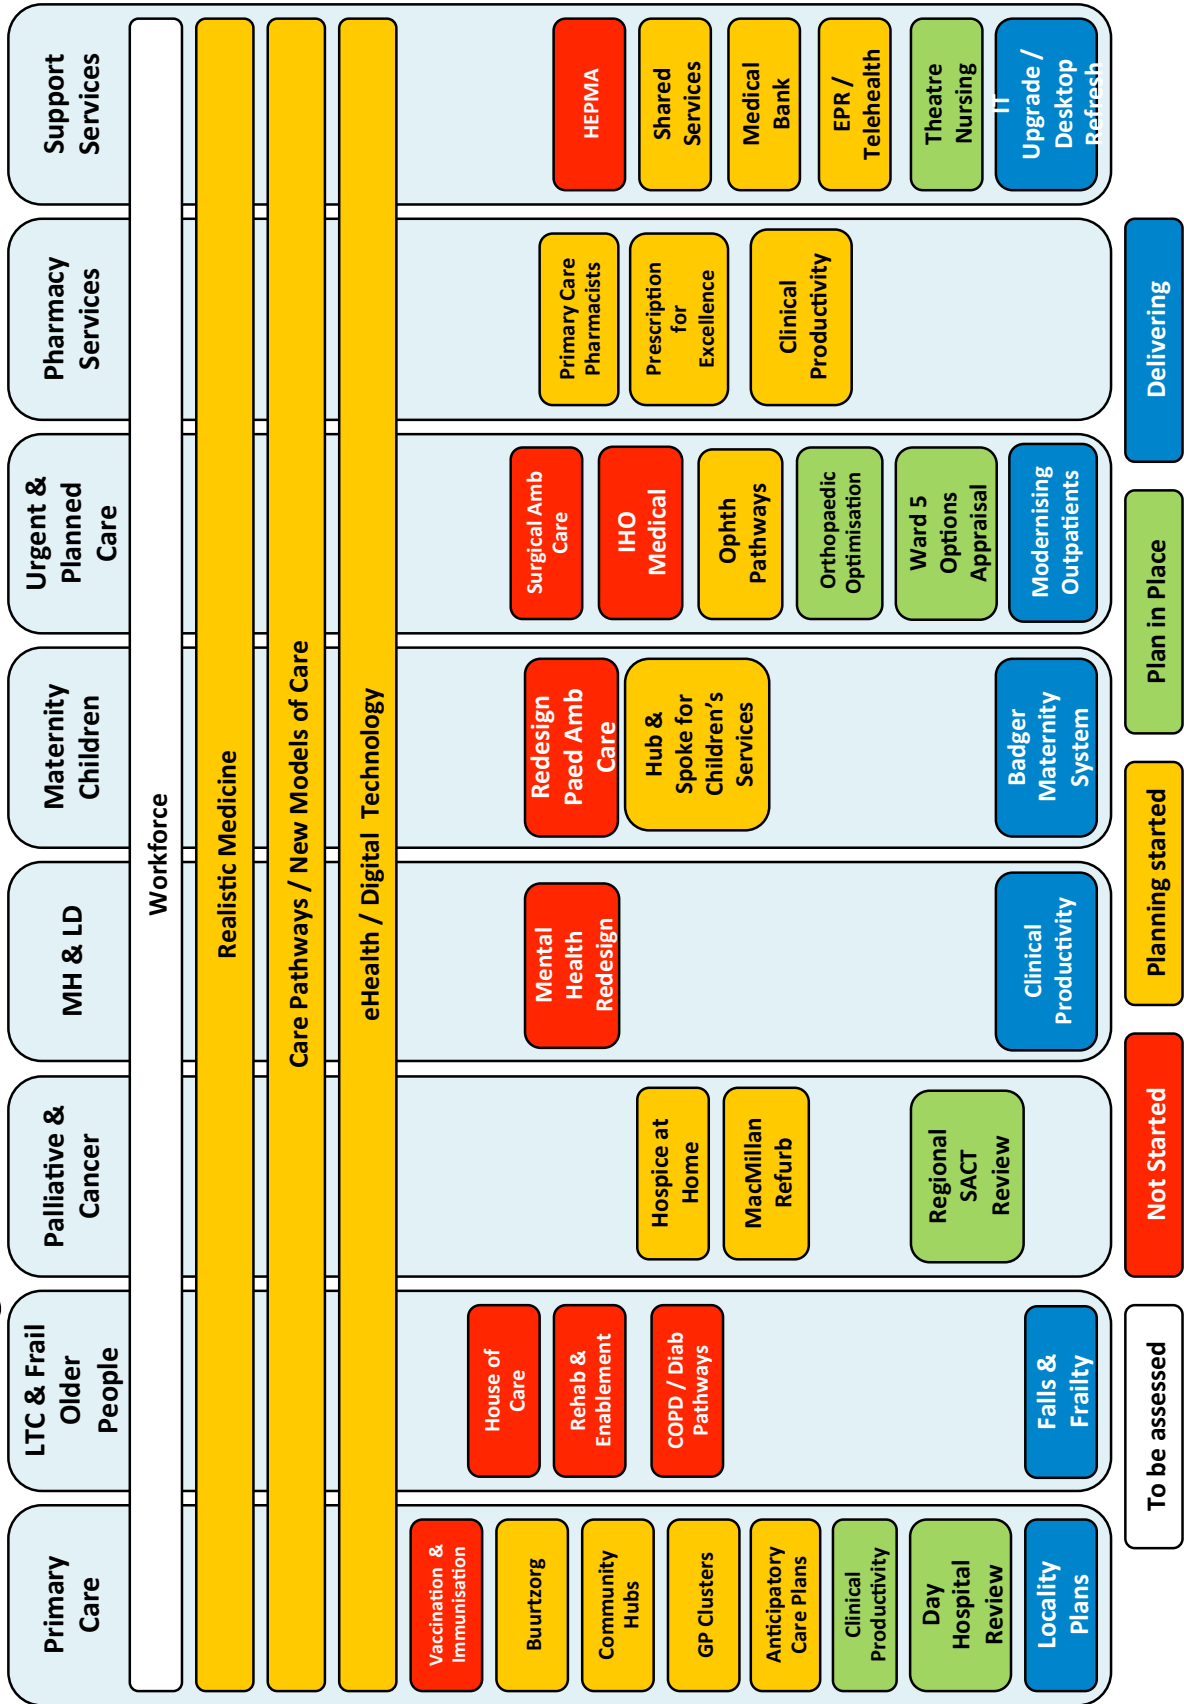 Primary
Care
LTC & Frail
Older
People
Palliative &
Cancer
MH & LD
Maternity
Children
Urgent &
Planned
Care
Pharmacy
Services
Support
Services
Workforce
Realistic Medicine
Care Pathways / New Models of Care
eHealth / Digital Technology
Vaccination &
Immunisation
Buurtzorg
Community
Hubs
GP Clusters
Anticipatory
Care Plans
Clinical
Productivity
Day
Hospital
Review
Locality
Plans
House of
Care
Rehab &
Enablement
COPD / Diab
Pathways
Falls &
Frailty
Hospice at
Home
MacMillan
Refurb
Regional
SACT
Review
Mental
Health
Redesign
Clinical
Productivity
Redesign
Paed Amb
Care
Hub &
Spoke for
Children’s
Services
Badger
Maternity
System
Surgical Amb
Care
IHO
Medical
Ophth
Pathways
Orthopaedic
Optimisation
Ward 5
Options
Appraisal
Modernising
Outpatients
Primary Care
Pharmacists
Prescription
for
Excellence
Clinical
Productivity
HEPMA
Shared
Services
Medical
Bank
EPR /
Telehealth
Theatre
Nursing
IT
Upgrade /
Desktop
Refresh
To be assessed
Not Started
Planning started
Plan in Place
Delivering